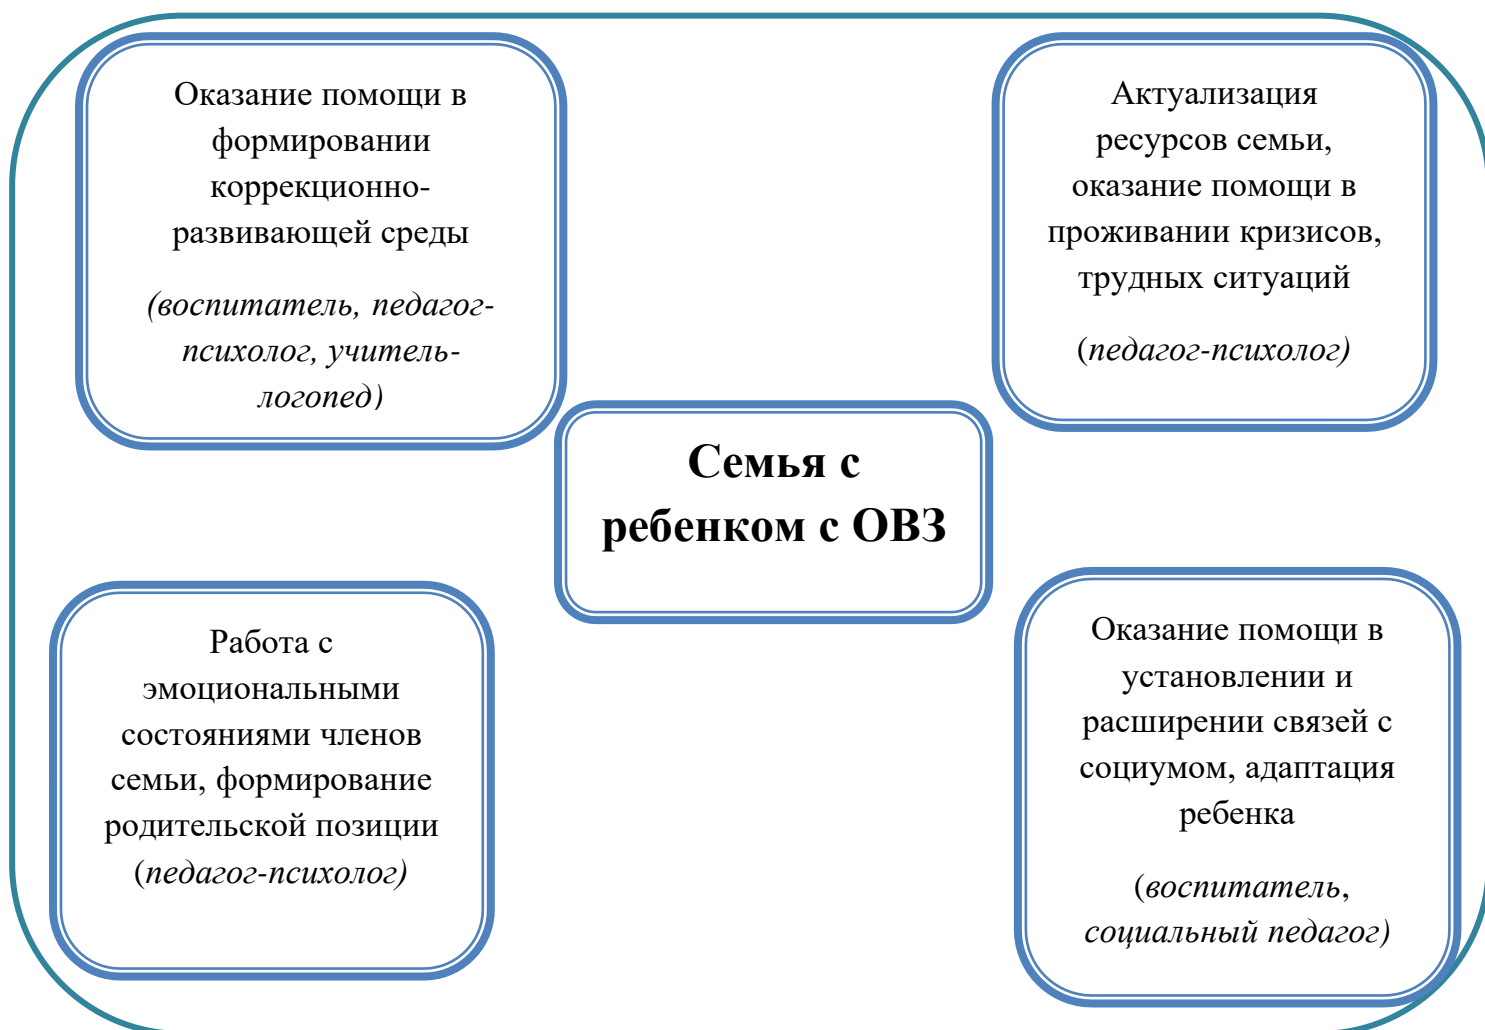 Оказание помощи в
формировании
коррекционно-
развивающей среды
(воспитатель, педагог-
психолог, учитель-
логопед)
Актуализация
ресурсов семьи,
оказание помощи в
проживании кризисов,
трудных ситуаций
(педагог-психолог)
Семья с
ребенком с ОВЗ
Работа с
эмоциональными
состояниями членов
семьи, формирование
родительской позиции
(педагог-психолог)
Оказание помощи в
установлении и
расширении связей с
социумом, адаптация
ребенка
(воспитатель,
социальный педагог)